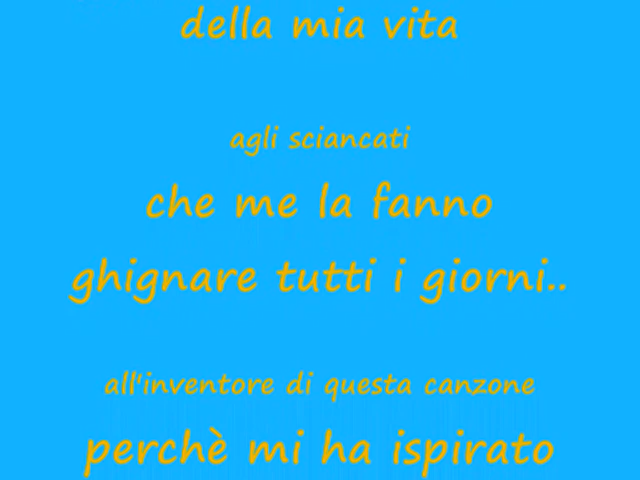 della mia vita
agli sciancati
che me la fanno
ghignare tutti i giorni..
all'inventore di questa canzone
perchè mi ha ispirato